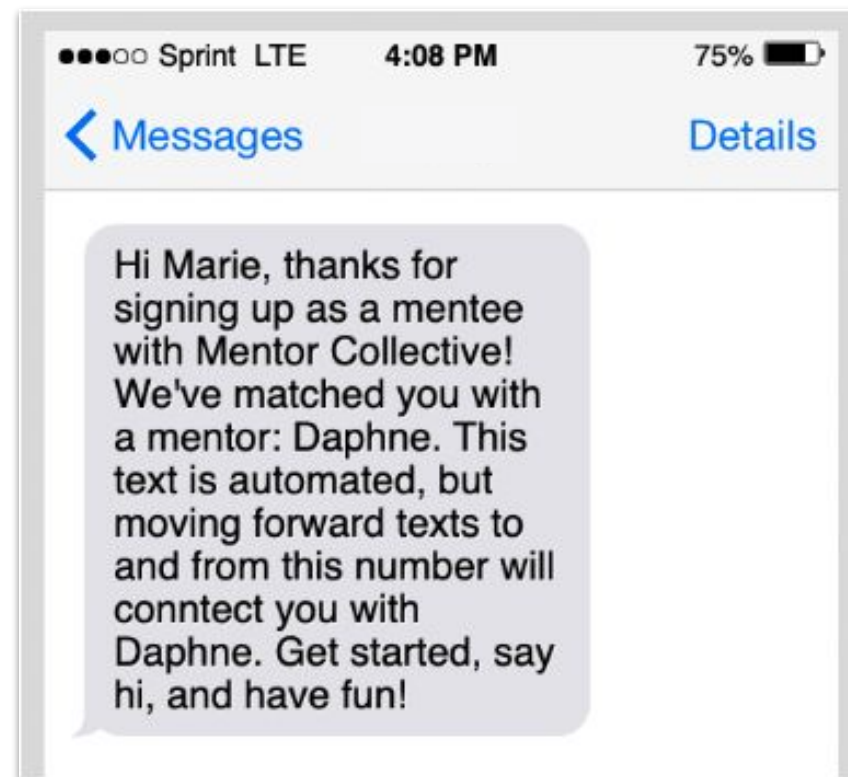 Sprint LTE 4:08 PM 75%
Messages Details
Hi Marie, thanks for
signing up as a mentee
with Mentor Collective!
We've matched you with
a mentor: Daphne. This
text is automated, but
moving forward texts to
and from this number will
conntect you with
Daphne. Get started, say
hi, and have fun!